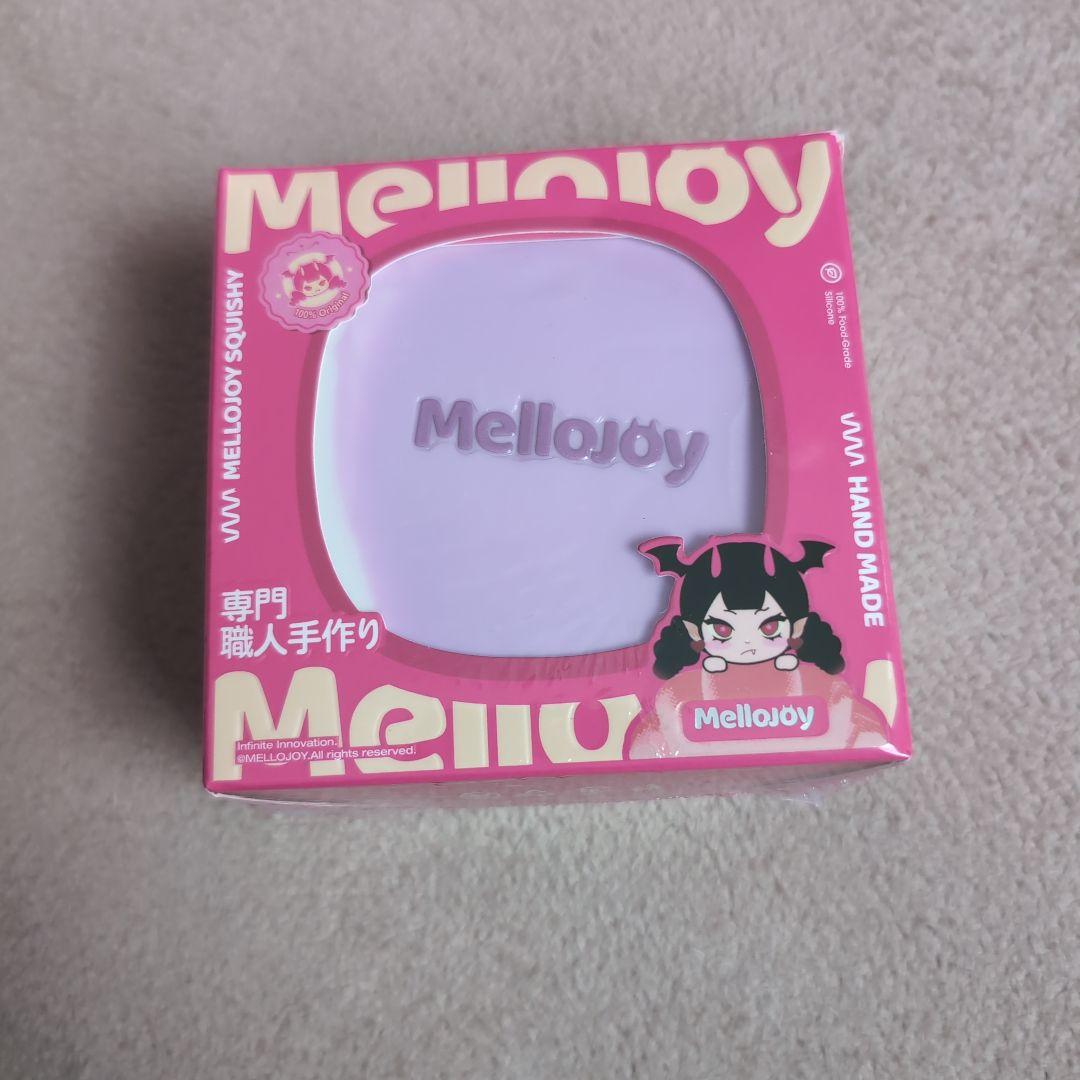 MelloJoy
100% Original
MELLOJOY SQUISHY
100% Food-Grade
Silicone
MelloJoy
HAND MADE
専門
職人手作り
MelloJoy
Infinite Innovation.
©MELLOJOY.All rights reserved.
MelloJoy